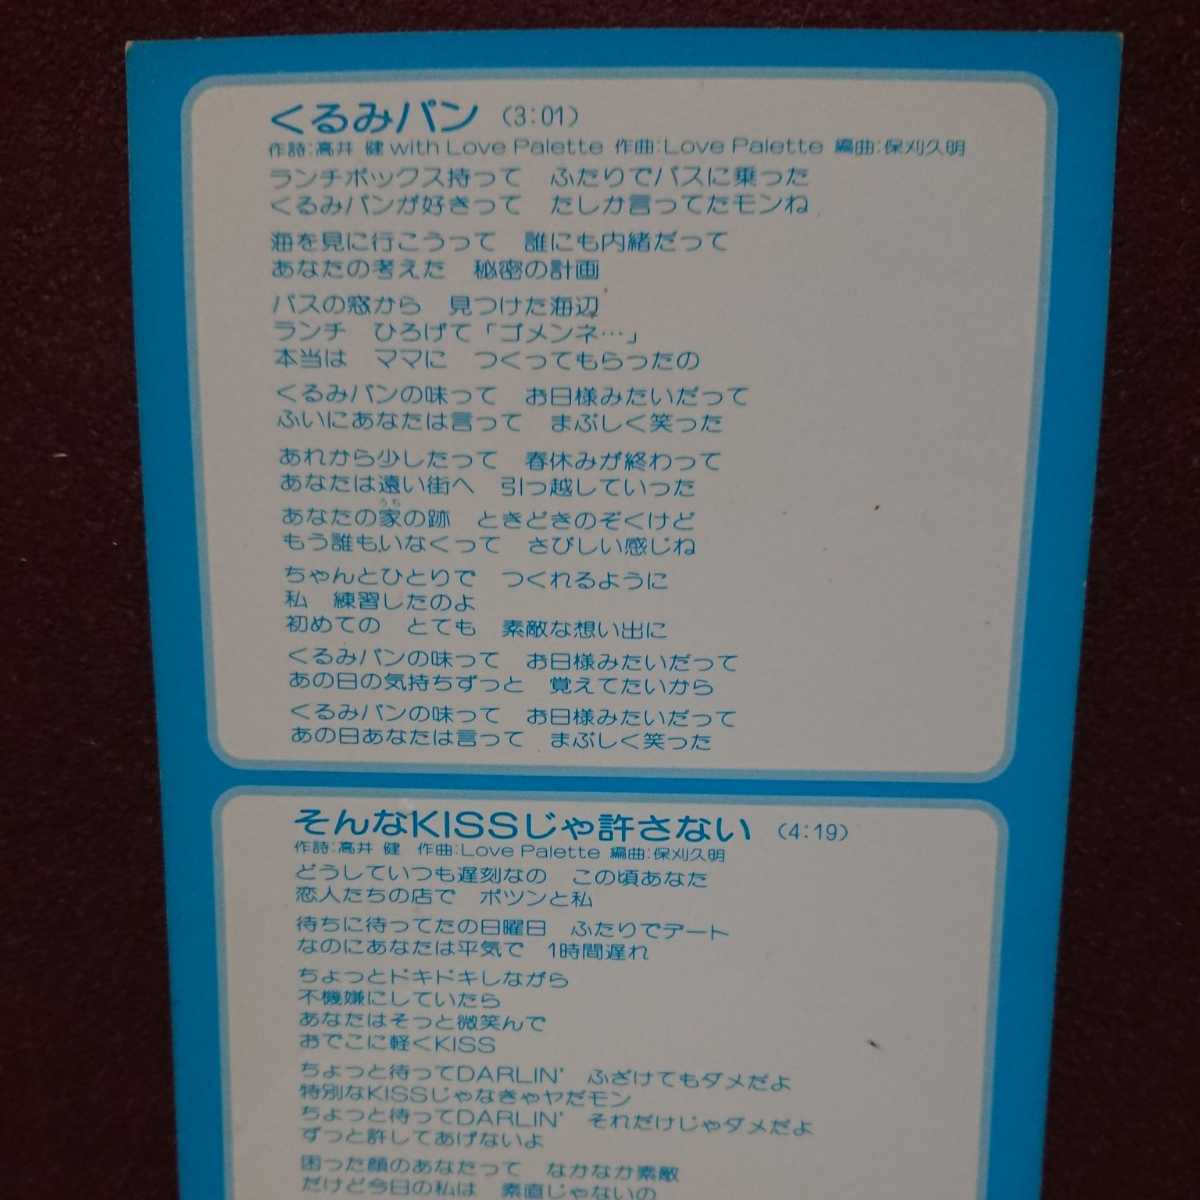 くるみパン (3:01)
作詩:高井 健 with Love Palette 作曲:Love Palette 編曲:保刈久明
ランチボックス持って ふたりでバスに乗った
くるみパンが好きって たしか言ってたモンね
海を見に行こうって 誰にも内緒だって
あなたの考えた 秘密の計画
バスの窓から 見つけた海辺
ランチ ひろげて「ゴメンネ…」
本当は ママに つくってもらったの
くるみパンの味って お日様みたいだって
ふいにあなたは言って まぶしく笑った
あれから少したって 春休みが終わって
あなたは遠い街へ 引っ越していった
うち
あなたの家の跡 ときどきのぞくけど
もう誰もいなくって さびしい感じね
ちゃんとひとりで つくれるように
私 練習したのよ
初めての とても 素敵な想い出に
くるみパンの味って お日様みたいだって
あの日の気持ちずっと 覚えてたいから
くるみパンの味って お日様みたいだって
あの日あなたは言って まぶしく笑った
そんなKISSじゃ許さない (4:19)
作詩:高井 健 作曲:Love Palette 編曲:保刈久明
どうしていつも遅刻なの この頃あなた
恋人たちの店で ポツンと私
待ちに待ってたの日曜日 ふたりでデート
なのにあなたは平気で 1時間遅れ
ちょっとドキドキしながら
不機嫌にしていたら
あなたはそっと微笑んで
おでこに軽くKISS
ちょっと待ってDARLIN' ふざけてもダメだよ
特別なKISSじゃなきゃヤだモン
ちょっと待ってDARLIN' それだけじゃダメだよ
ずっと許してあげないよ
困った顔のあなたって なかなか素敵
だけど今日の私は 素直じゃないの